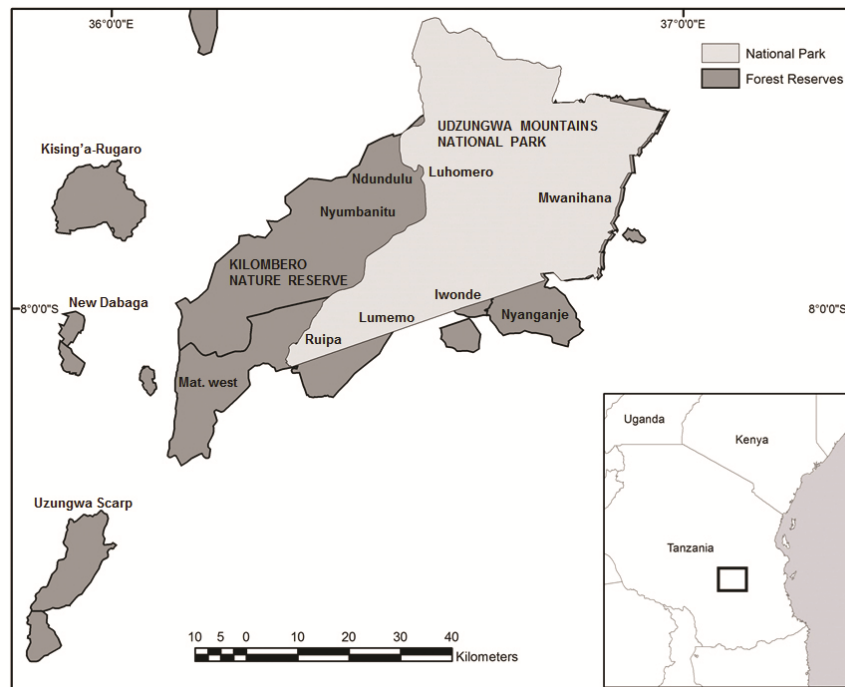 36°0'0"E
37°0'0"E
National Park
Forest Reserves
UDZUNGWA MOUNTAINS
NATIONAL PARK
Kising'a-Rugaro
Ndundulu
Luhomero
Nyumbanitu
Mwanihana
KILOMBERO
NATURE RESERVE
Iwonde
New Dabaga
8°0'0"S
8°0'0"S
Lumemo
Nyanganje
Ruipa
Mat. west
Uganda
Kenya
Uzungwa Scarp
Tanzania
10 5 0 10 20 30 40
Kilometers